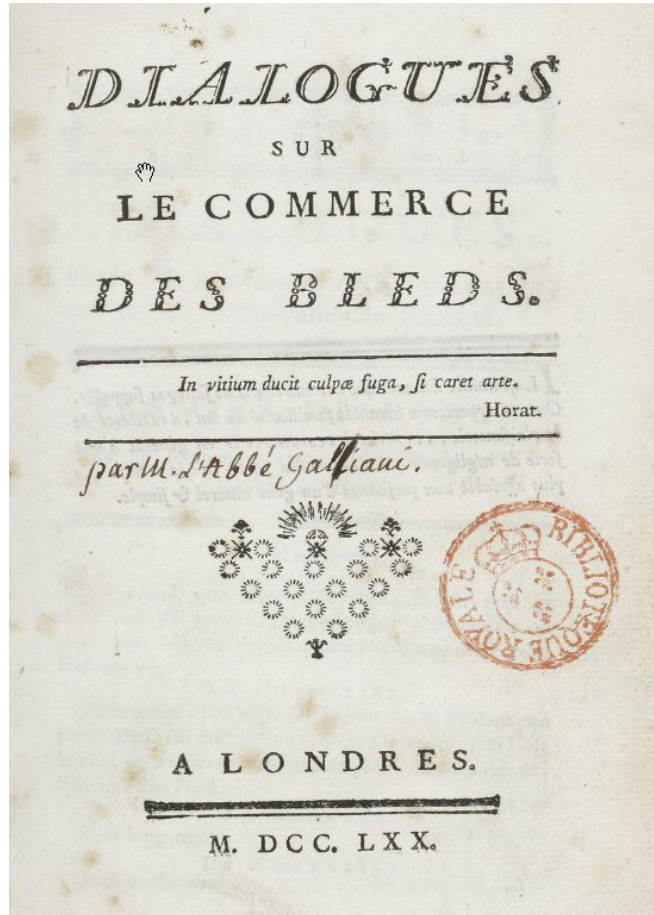 DIALOGUES
SUR
LE COMMERCE
DES BLEDS.
In vitium ducit culpæ fuga, si caret arte.
Horat.
par M. L'Abbé Galliani.
BIBLIOTHEQUE ROYALE
A LONDRES.
M. DCC. LXX.